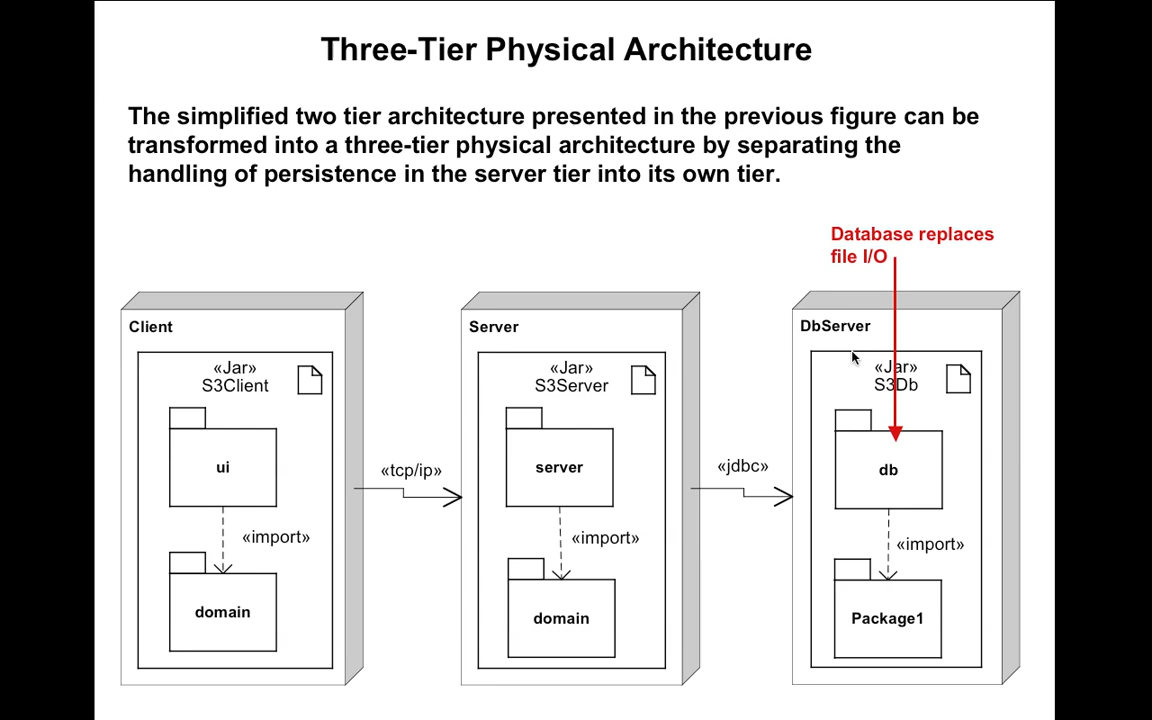 Three-Tier Physical Architecture
The simplified two tier architecture presented in the previous figure can be
transformed into a three-tier physical architecture by separating the
handling of persistence in the server tier into its own tier.
Database replaces
file I/O
Client
«Jar»
S3Client
ui
«import»
domain
«tcp/ip»
Server
«Jar»
S3Server
server
«import»
domain
«jdbc»
DbServer
«Jar»
S3Db
db
«import»
Package1